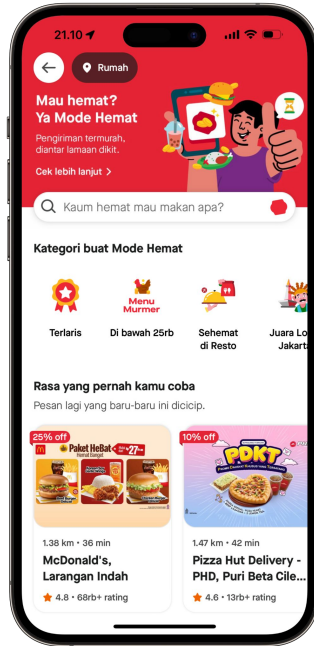 21.10
Rumah
Mau hemat?
Ya Mode Hemat
Pengiriman termurah,
diantar lamaan dikit.
Cek lebih lanjut >
Kaum hemat mau makan apa?
Kategori buat Mode Hemat
Menu
Murmer
Terlaris
Di bawah 25rb
Sehemat
di Resto
Juara Lo
Jakart
Rasa yang pernah kamu coba
Pesan lagi yang baru-baru ini dicicip.
25% off
Paket HeBat
Hemat Banget
27
10% off
PDKT
1.38 km • 36 min
McDonald's,
Larangan Indah
4.8 • 68rb+ rating
1.47 km • 42 min
Pizza Hut Delivery -
PHD, Puri Beta Cile...
4.6 • 13rb+ rating